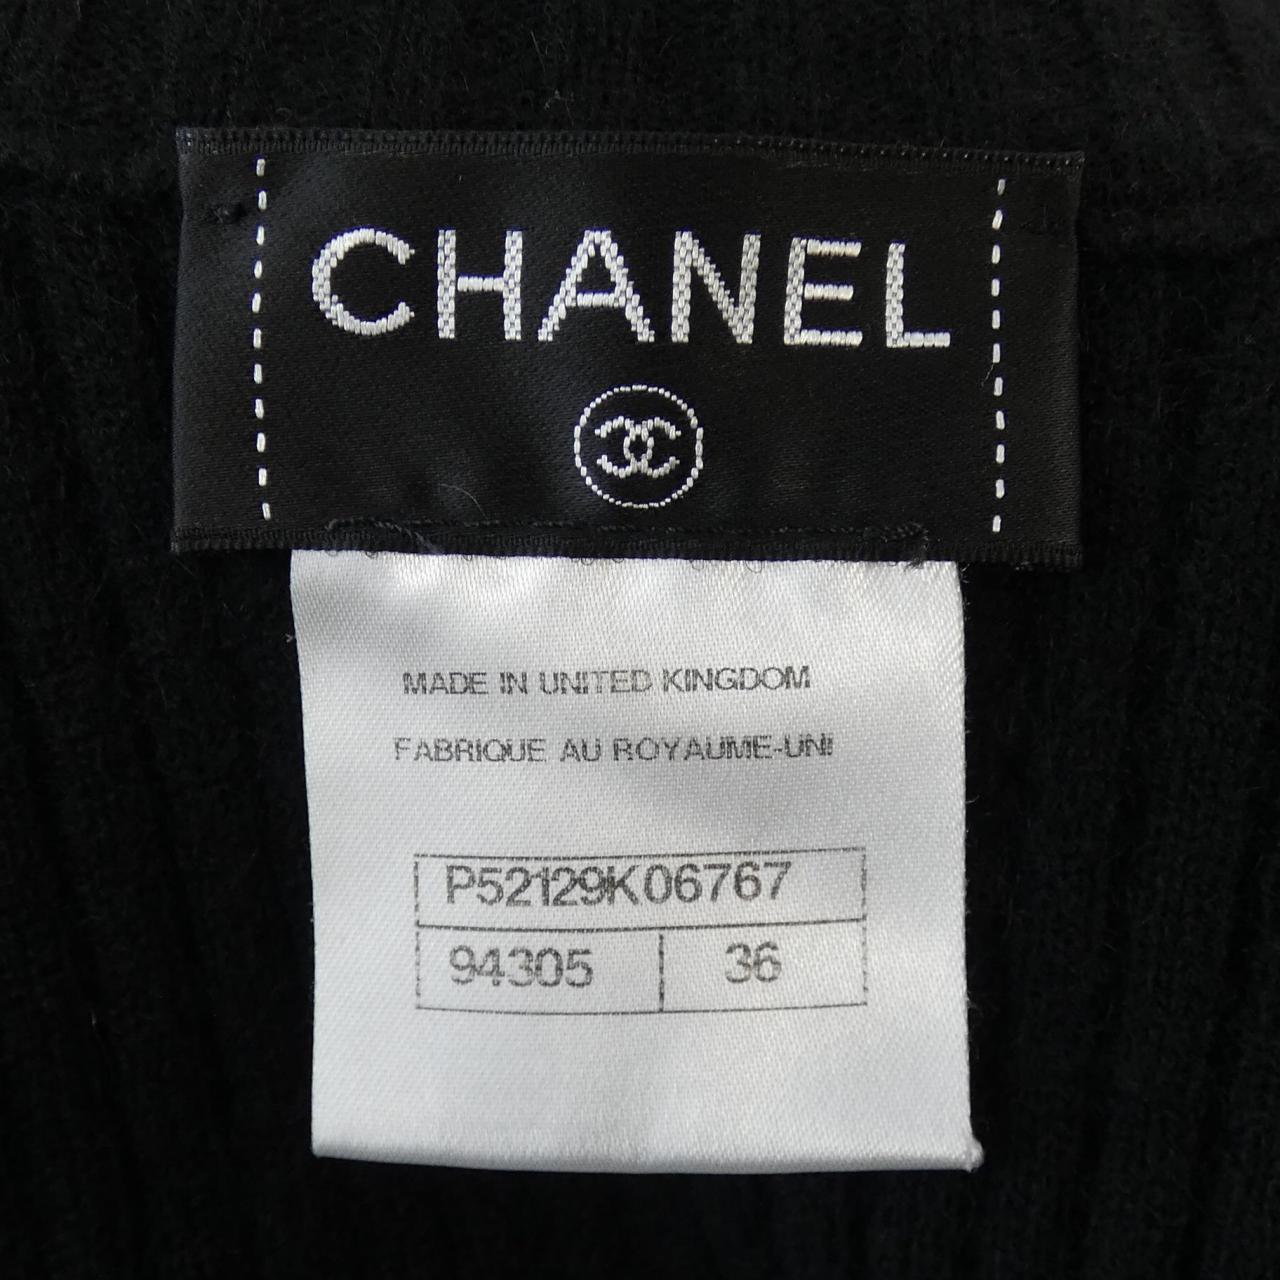 CHANEL
MADE IN UNITED KINGDOM
FABRIQUE AU ROYAUME-UNI
P52129K06767
94305 36